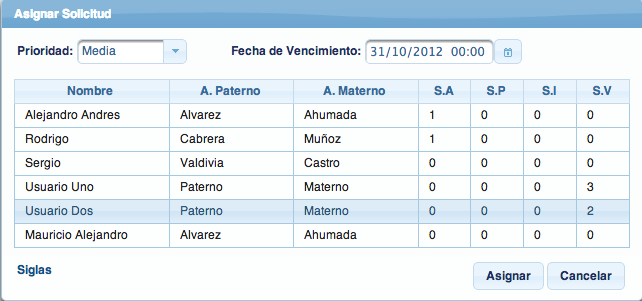 Asignar Solicitud
Prioridad: Media Fecha de Vencimiento: 31/10/2012 00:00
Nombre A. Paterno A. Materno S.A S.P S.I S.V
Alejandro Andres Alvarez Ahumada 1 0 0 0
Rodrigo Cabrera Muñoz 1 0 0 0
Sergio Valdivia Castro 0 0 0 0
Usuario Uno Paterno Materno 0 0 0 3
Usuario Dos Paterno Materno 0 0 0 2
Mauricio Alejandro Alvarez Ahumada 0 0 0 0
Siglas Asignar Cancelar